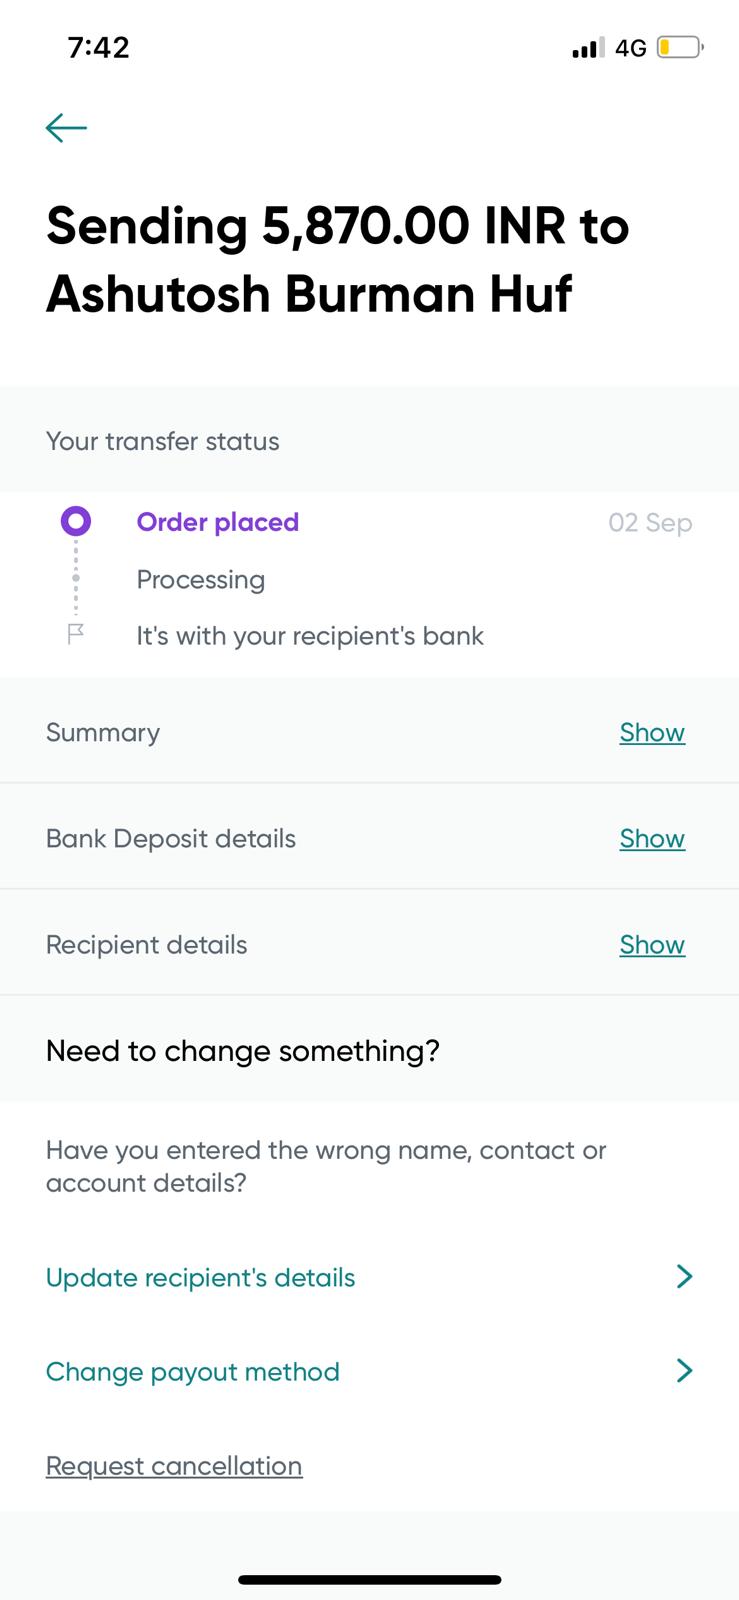 7:42
4G
Sending 5,870.00 INR to
Ashutosh Burman Huf
Your transfer status
Order placed 02 Sep
Processing
It's with your recipient's bank
Summary Show
Bank Deposit details Show
Recipient details Show
Need to change something?
Have you entered the wrong name, contact or
account details?
Update recipient's details
Change payout method
Request cancellation